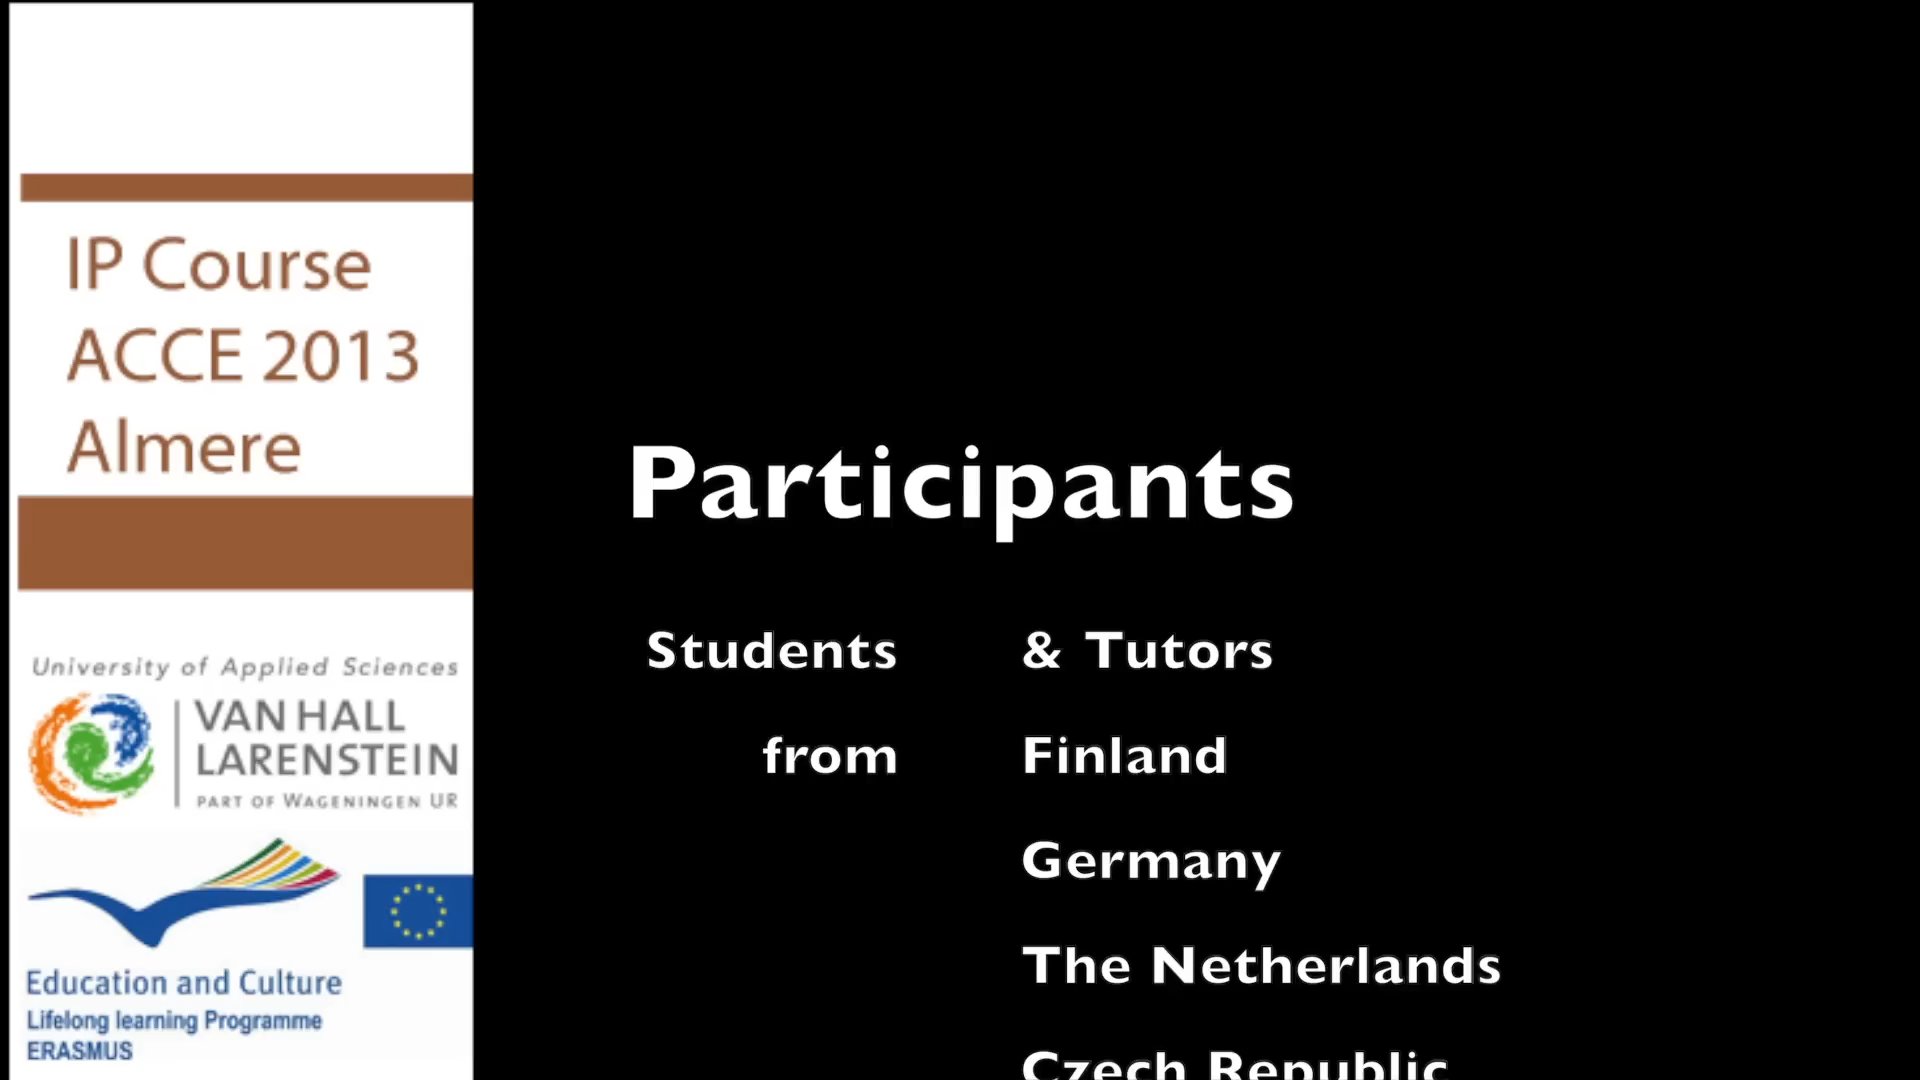 IP Course
ACCE 2013
Almere
University of Applied Sciences
VAN HALL
LARENSTEIN
PART OF WAGENINGEN UR
Education and Culture
Lifelong learning Programme
ERASMUS
Participants
Students & Tutors
from Finland
Germany
The Netherlands
Czech Republic